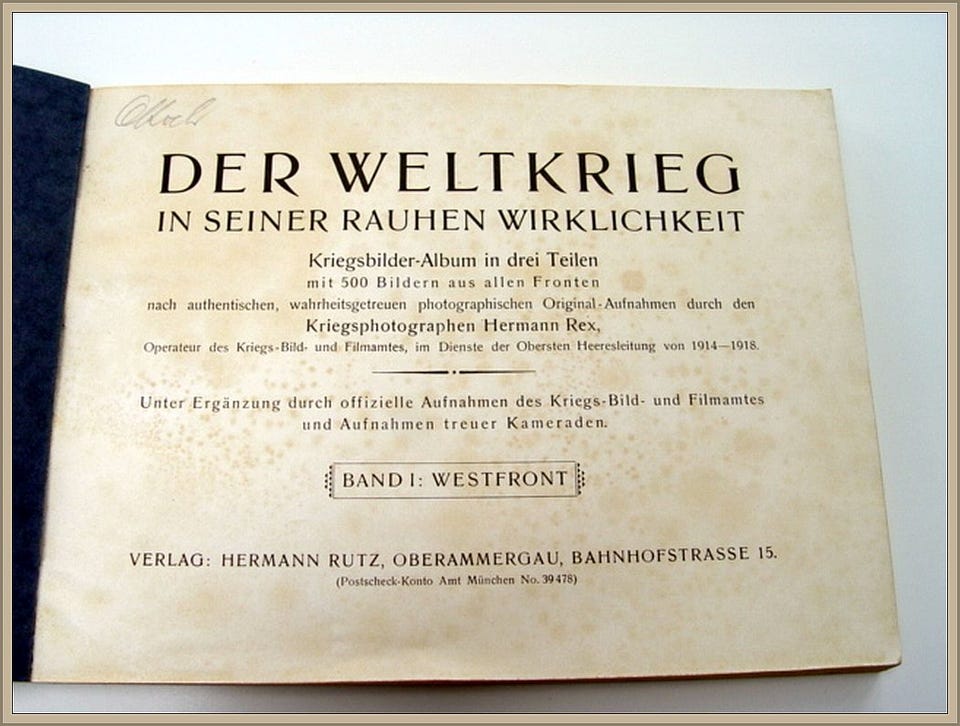 DER WELTKRIEG
IN SEINER RAUHEN WIRKLICHKEIT
Kriegsbilder-Album in drei Teilen
mit 500 Bildern aus allen Fronten
nach authentischen, wahrheitsgetreuen photographischen Original-Aufnahmen durch den
Kriegsphotographen Hermann Rex,
Operateur des Kriegs-Bild- und Filmamtes, im Dienste der Obersten Heeresleitung von 1914—1918.
Unter Ergänzung durch offizielle Aufnahmen des Kriegs-Bild- und Filmamtes
und Aufnahmen treuer Kameraden.
BAND I: WESTFRONT
VERLAG: HERMANN RUTZ, OBERAMMERGAU, BAHNHOFSTRASSE 15.
(Postscheck-Konto Amt München No. 39478)